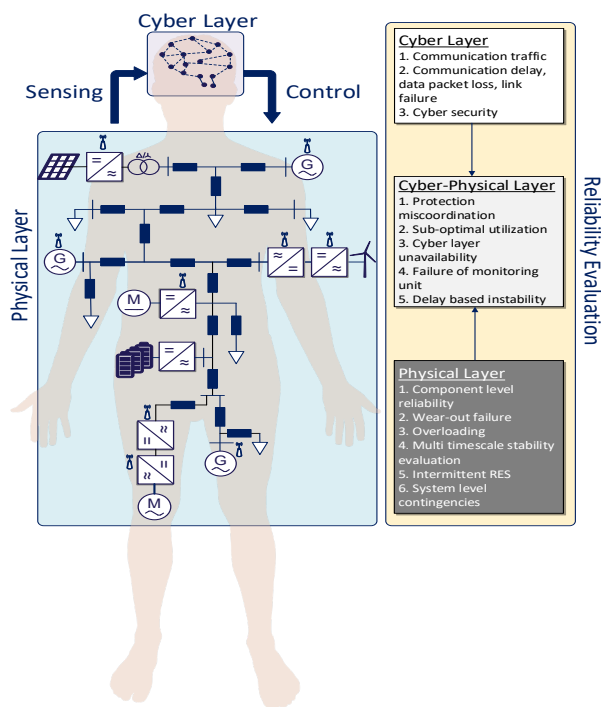 Cyber Layer
Sensing
Control
Physical Layer
Δ/Δ
G
G
M
G
M
Cyber Layer
1. Communication traffic
2. Communication delay,
data packet loss, link
failure
3. Cyber security
Cyber-Physical Layer
1. Protection
miscoordination
2. Sub-optimal utilization
3. Cyber layer
unavailability
4. Failure of monitoring
unit
5. Delay based instability
Physical Layer
1. Component level
reliability
2. Wear-out failure
3. Overloading
4. Multi timescale stability
evaluation
5. Intermittent RES
6. System level
contingencies
Reliability Evaluation